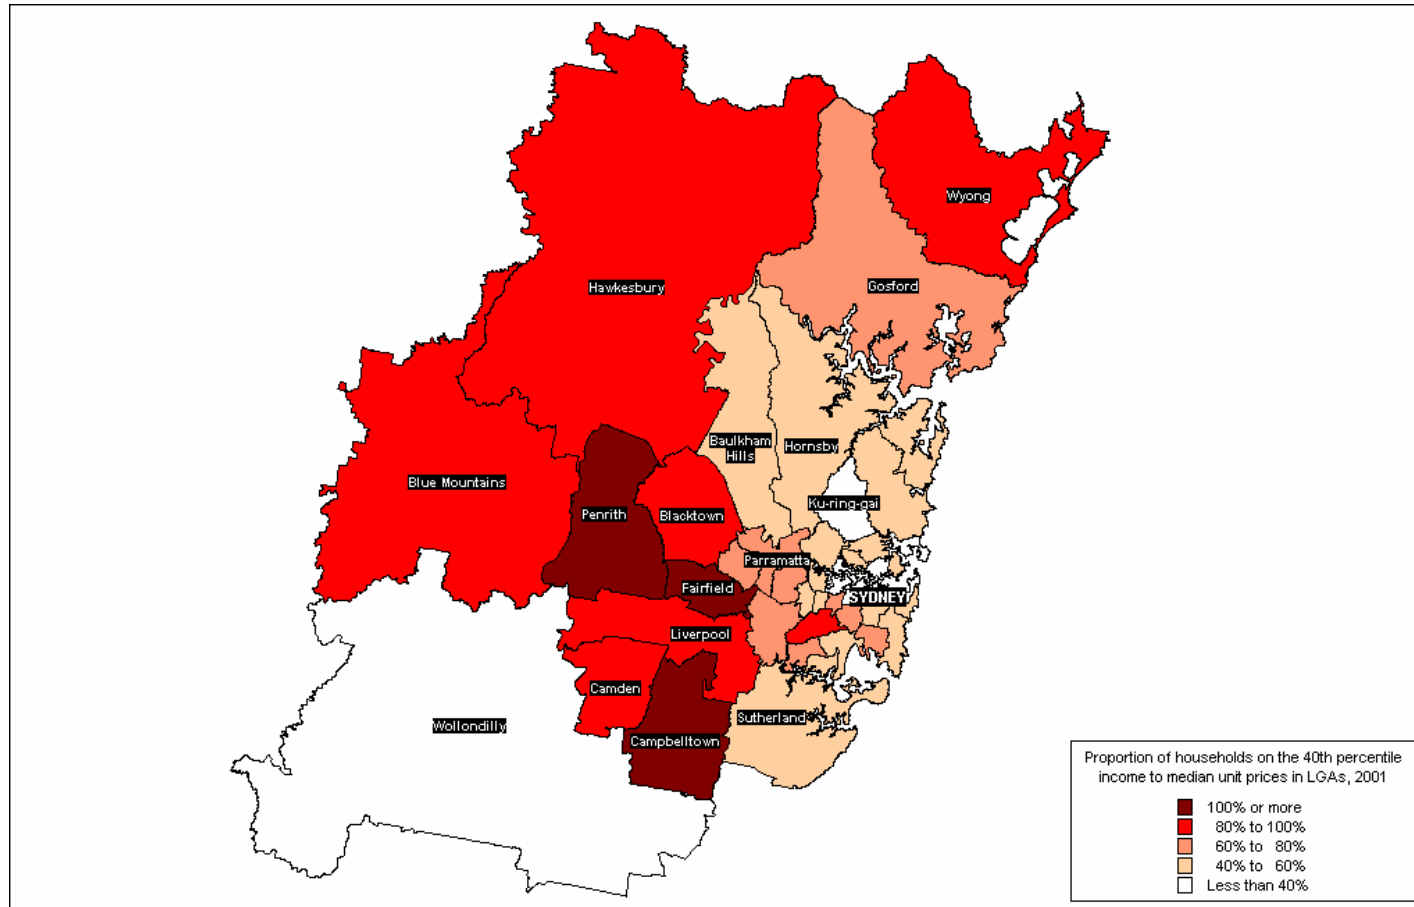 Wyong
Hawkesbury
Gosford
Baulkham
Hills
Hornsby
Blue Mountains
Ku-ring-gai
Penrith
Blacktown
Parramatta
Fairfield
SYDNEY
Liverpool
Camden
Sutherland
Wollondilly
Campbelltown
Proportion of households on the 40th percentile
income to median unit prices in LGAs, 2001
100% or more
80% to 100%
60% to 80%
40% to 60%
Less than 40%